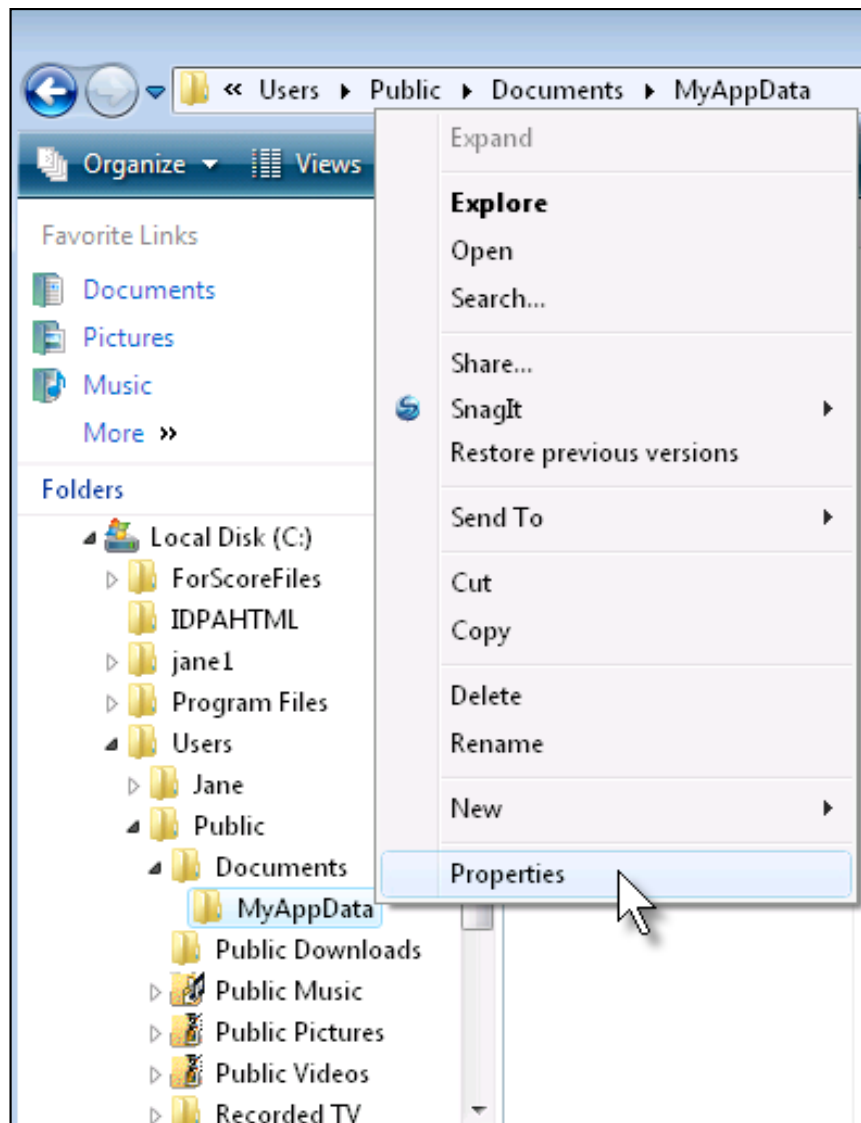 « Users Public Documents MyAppData
Organize Views
Favorite Links
Documents
Pictures
Music
More »
Folders
Local Disk (C:)
ForScoreFiles
IDPAHTML
jane1
Program Files
Users
Jane
Public
Documents
MyAppData
Public Downloads
Public Music
Public Pictures
Public Videos
Recorded TV
Expand
Explore
Open
Search...
Share...
SnagIt
Restore previous versions
Send To
Cut
Copy
Delete
Rename
New
Properties